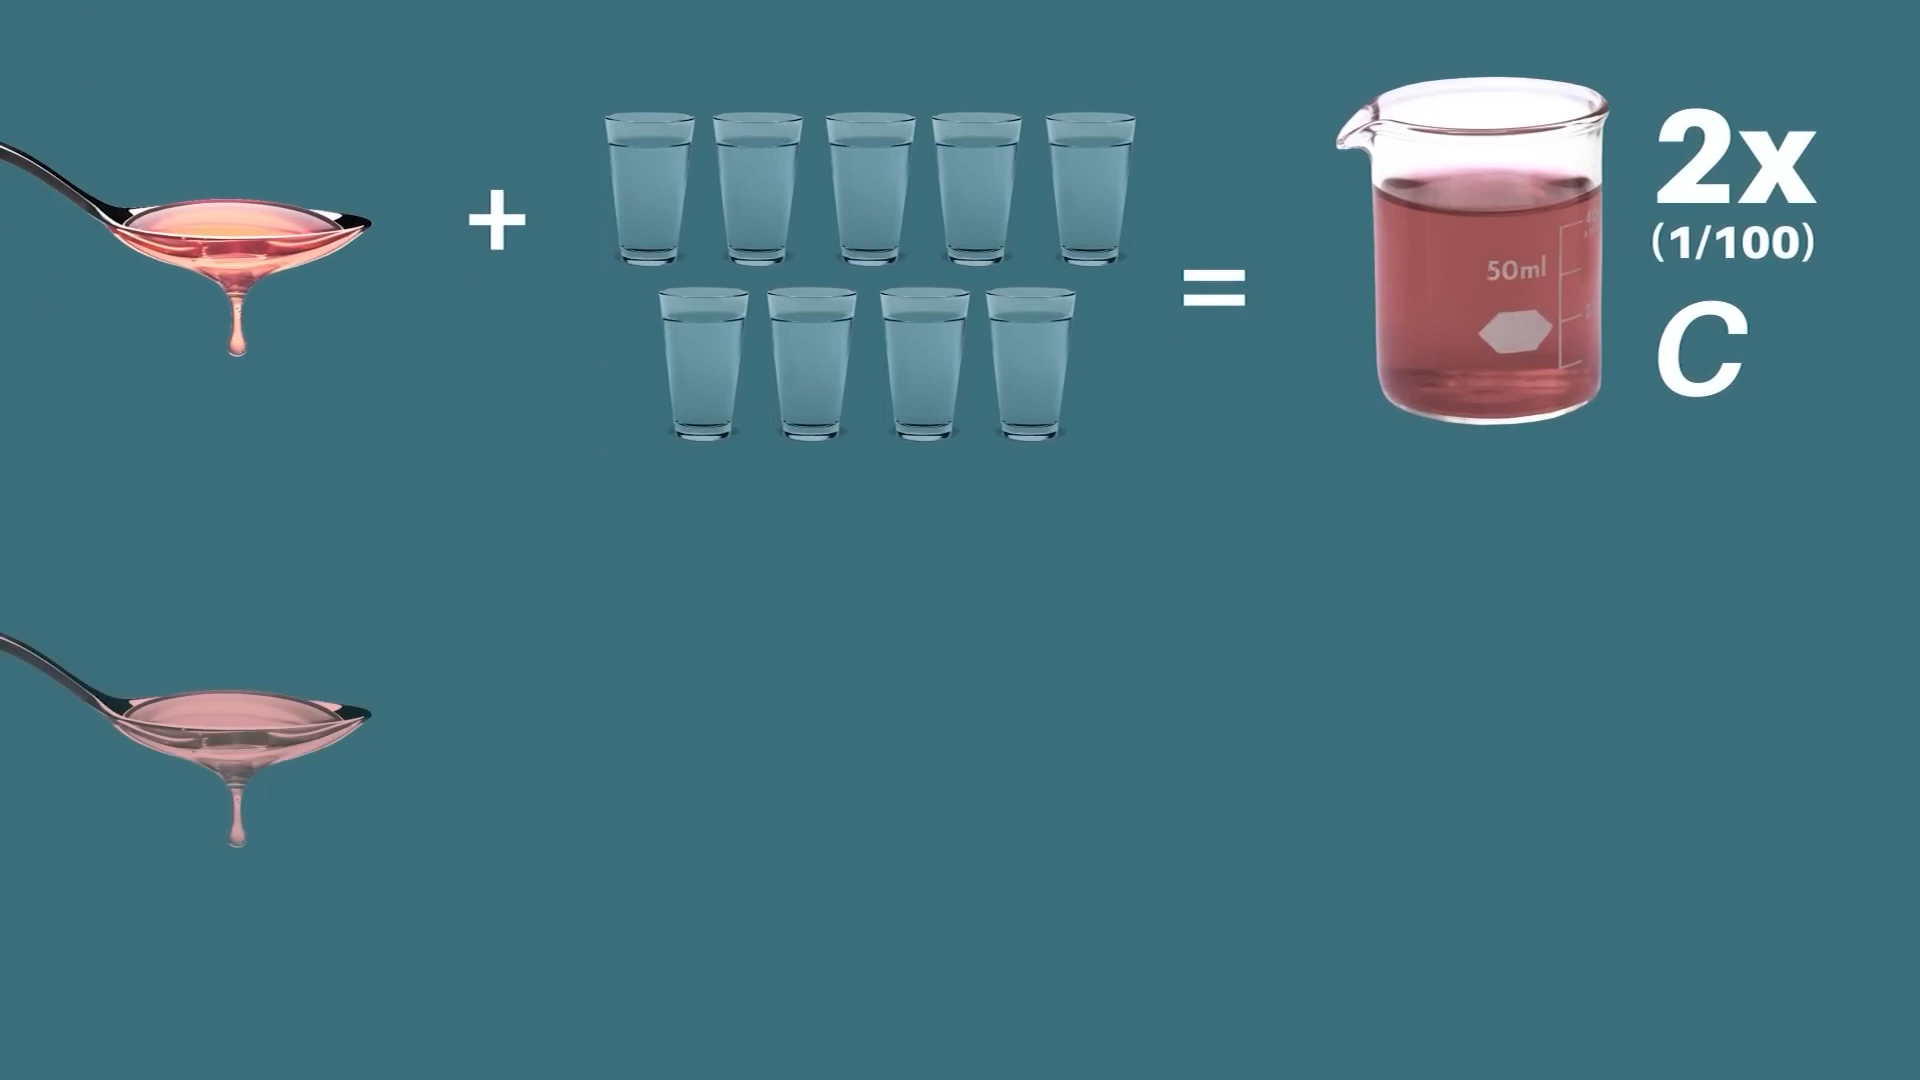 +
=
50ml
2x
(1/100)
C